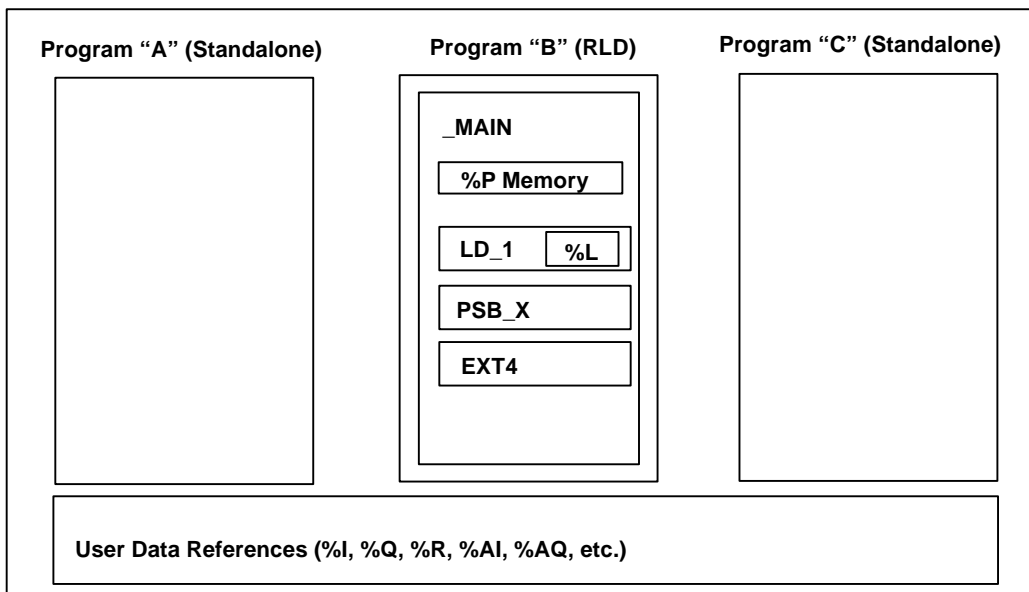 Program “A” (Standalone)
Program “B” (RLD)
Program “C” (Standalone)
_MAIN
%P Memory
LD_1
%L
PSB_X
EXT4
User Data References (%I, %Q, %R, %AI, %AQ, etc.)